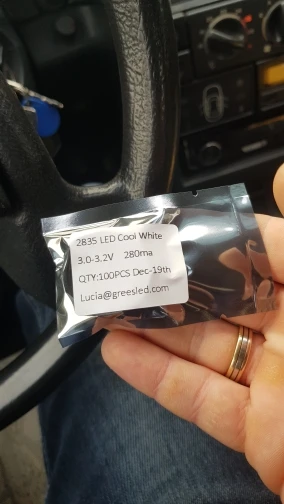 2835 LED Cool White
3.0-3.2V 280ma
QTY:100PCS Dec-19th
Lucia@greesled.com